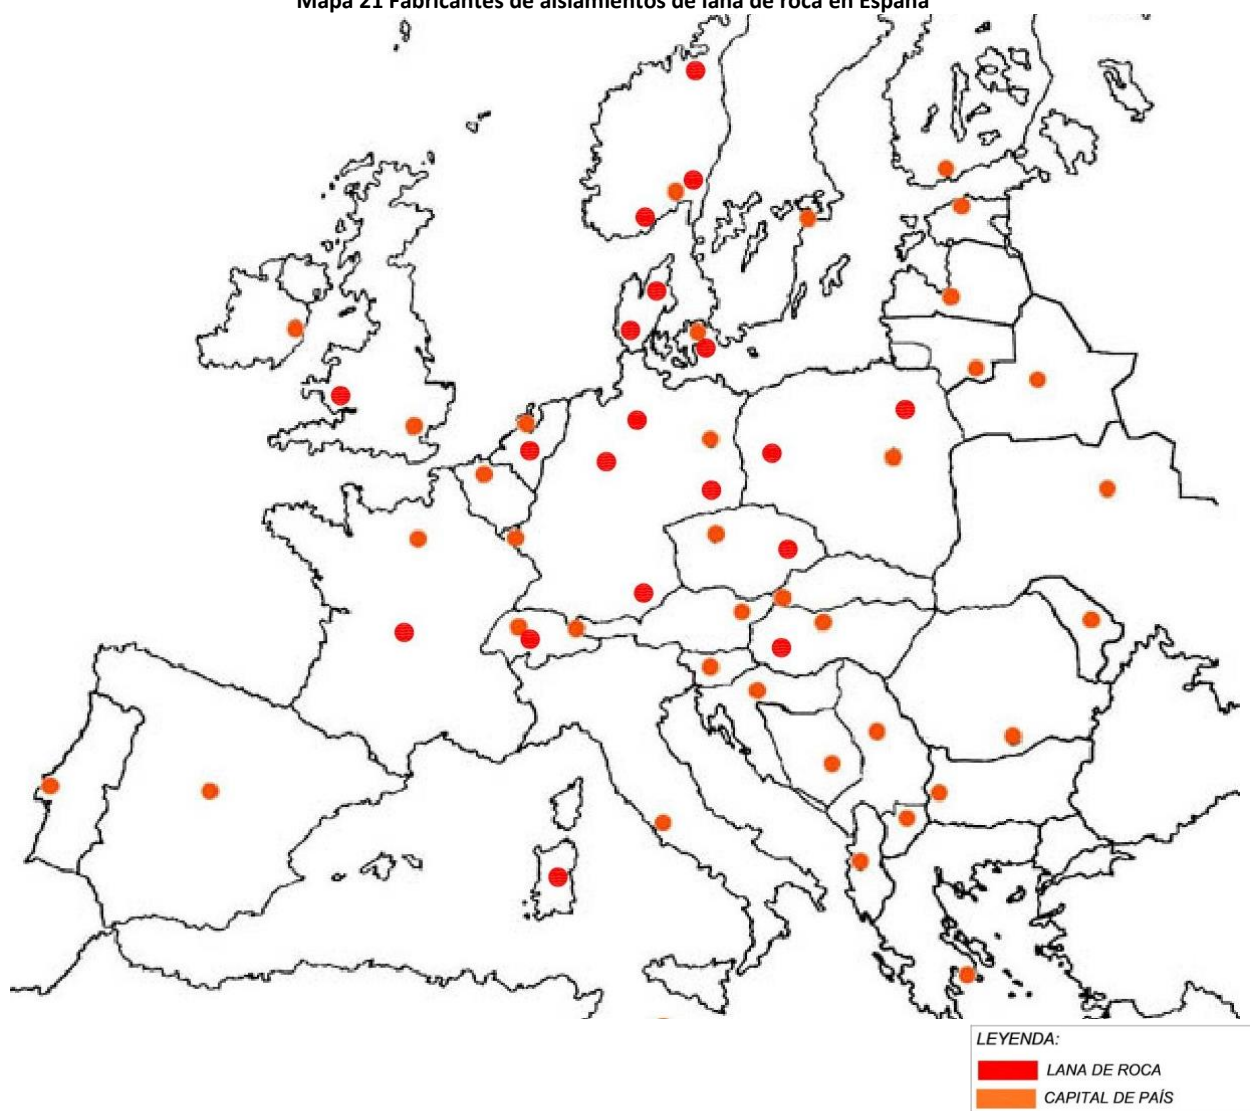 Mapa 21 Fabricantes de aislamientos de lana de roca en España
LEYENDA:
LANA DE ROCA
CAPITAL DE PAÍS